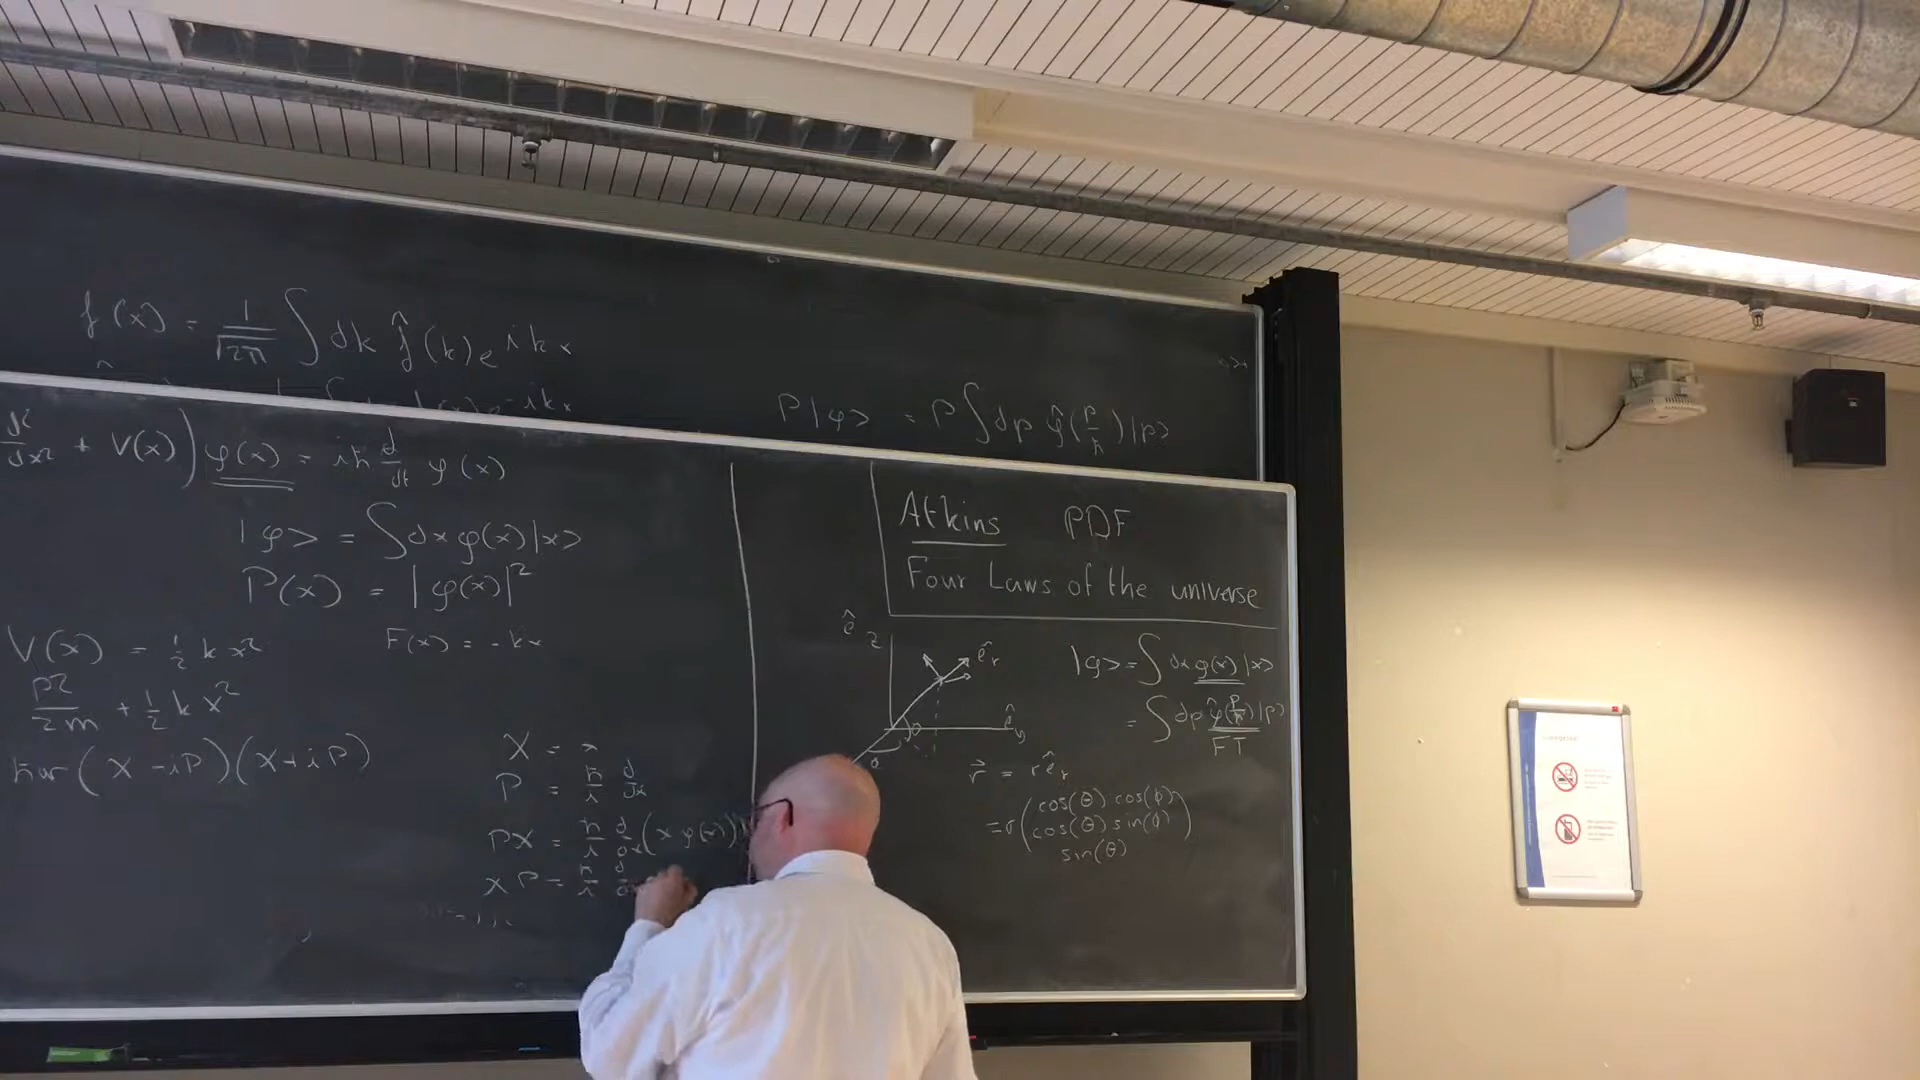 f(x) = 1/√2π ∫dk f̂(k) e^ikx
P|φ> = P∫dp φ̂(p/ħ)|p>
d²/dx² + V(x)) φ(x) = iħ d/dt φ(x)
|φ> = ∫dx φ(x)|x>
P(x) = |φ(x)|²
V(x) = ½ k x²
F(x) = -kx
P²/2m + ½ k X²
ħω(X-iP)(X+iP)
X = x
P = ħ/i d/dx
PX = ħ/i d/dx (x φ(x))
XP = ħ/i d
Atkins PDF
Four Laws of the universe
ê z
ê_r
ê y
|φ> = ∫dx φ(x)|x>
= ∫dp φ̂(p/ħ)|p>
FT
r⃗ = r ê_r
= r (cos(θ) cos(φ)
cos(θ) sin(φ)
sin(θ))